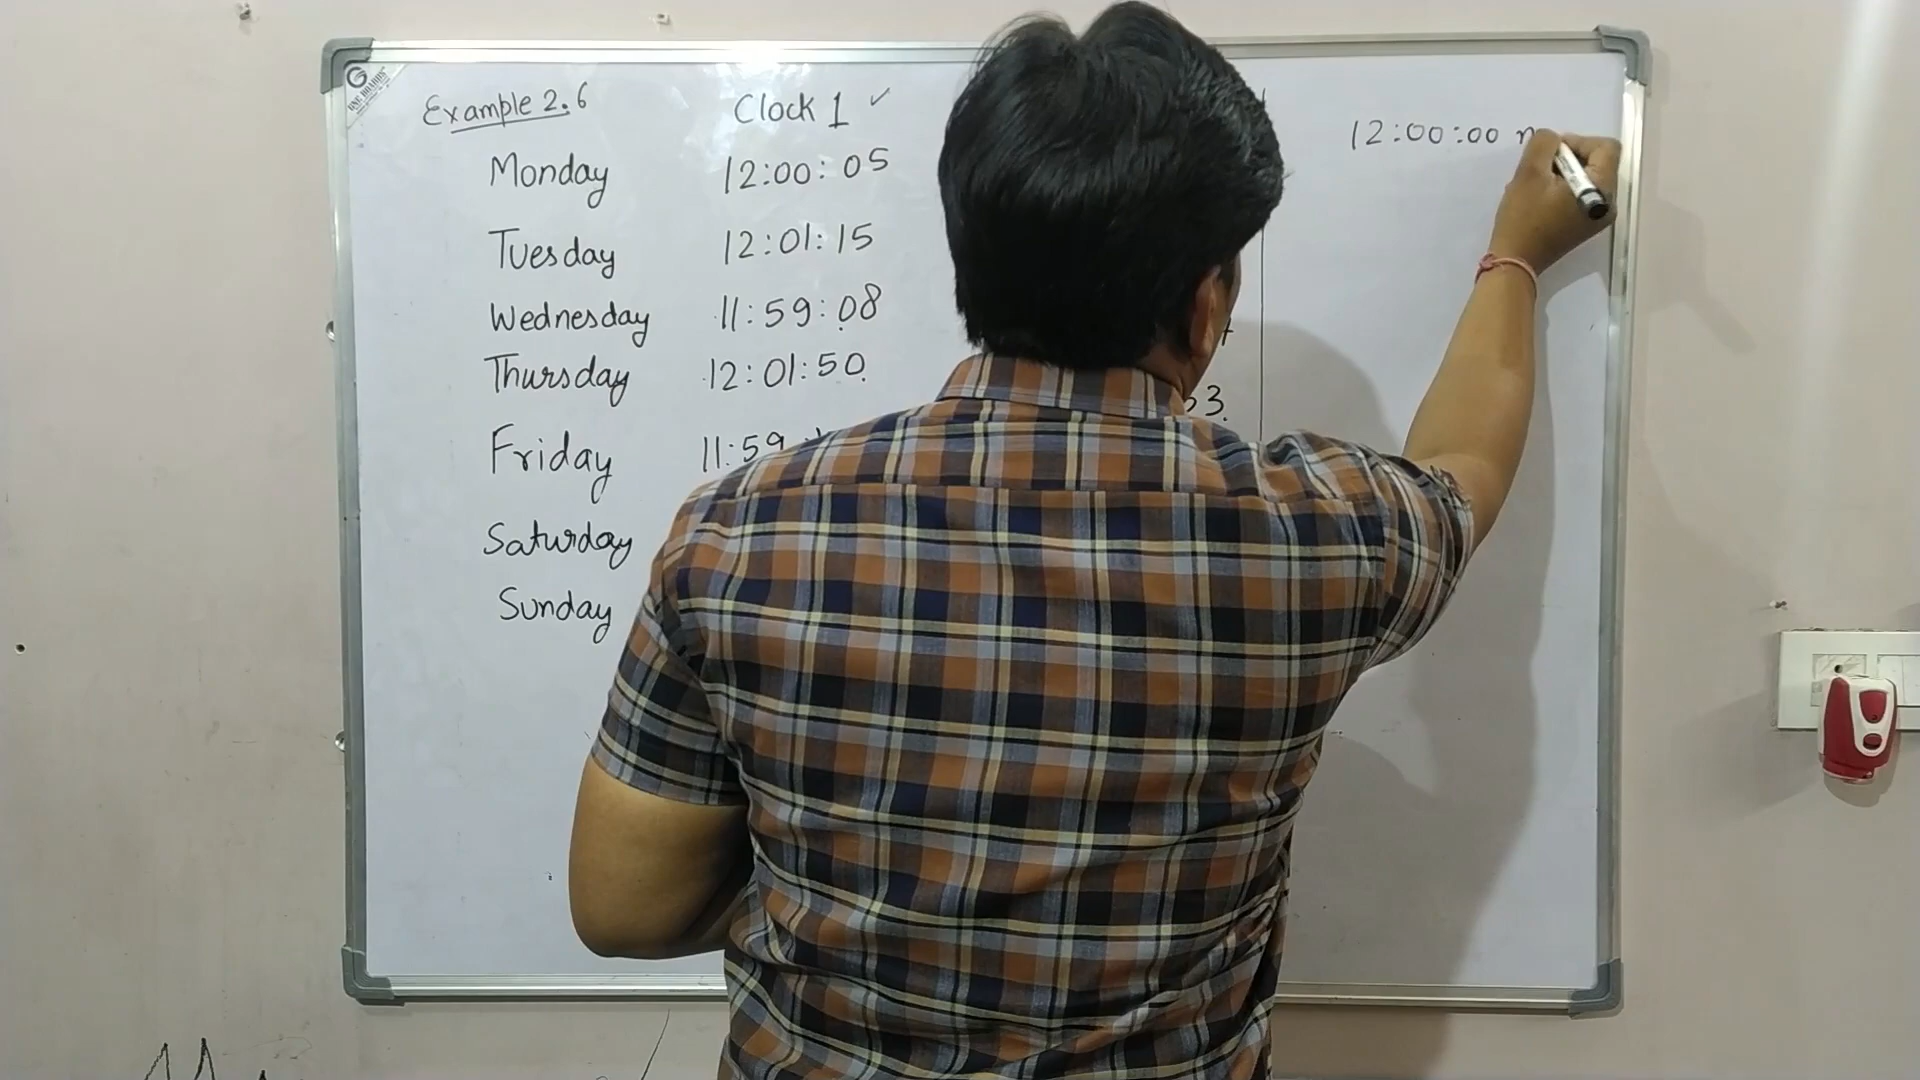 Example 2.6 Clock 1 ✓
12:00:00
Monday 12:00:05
Tuesday 12:01:15
Wednesday 11:59:08
Thursday 12:01:50
Friday 11:59
Saturday
Sunday